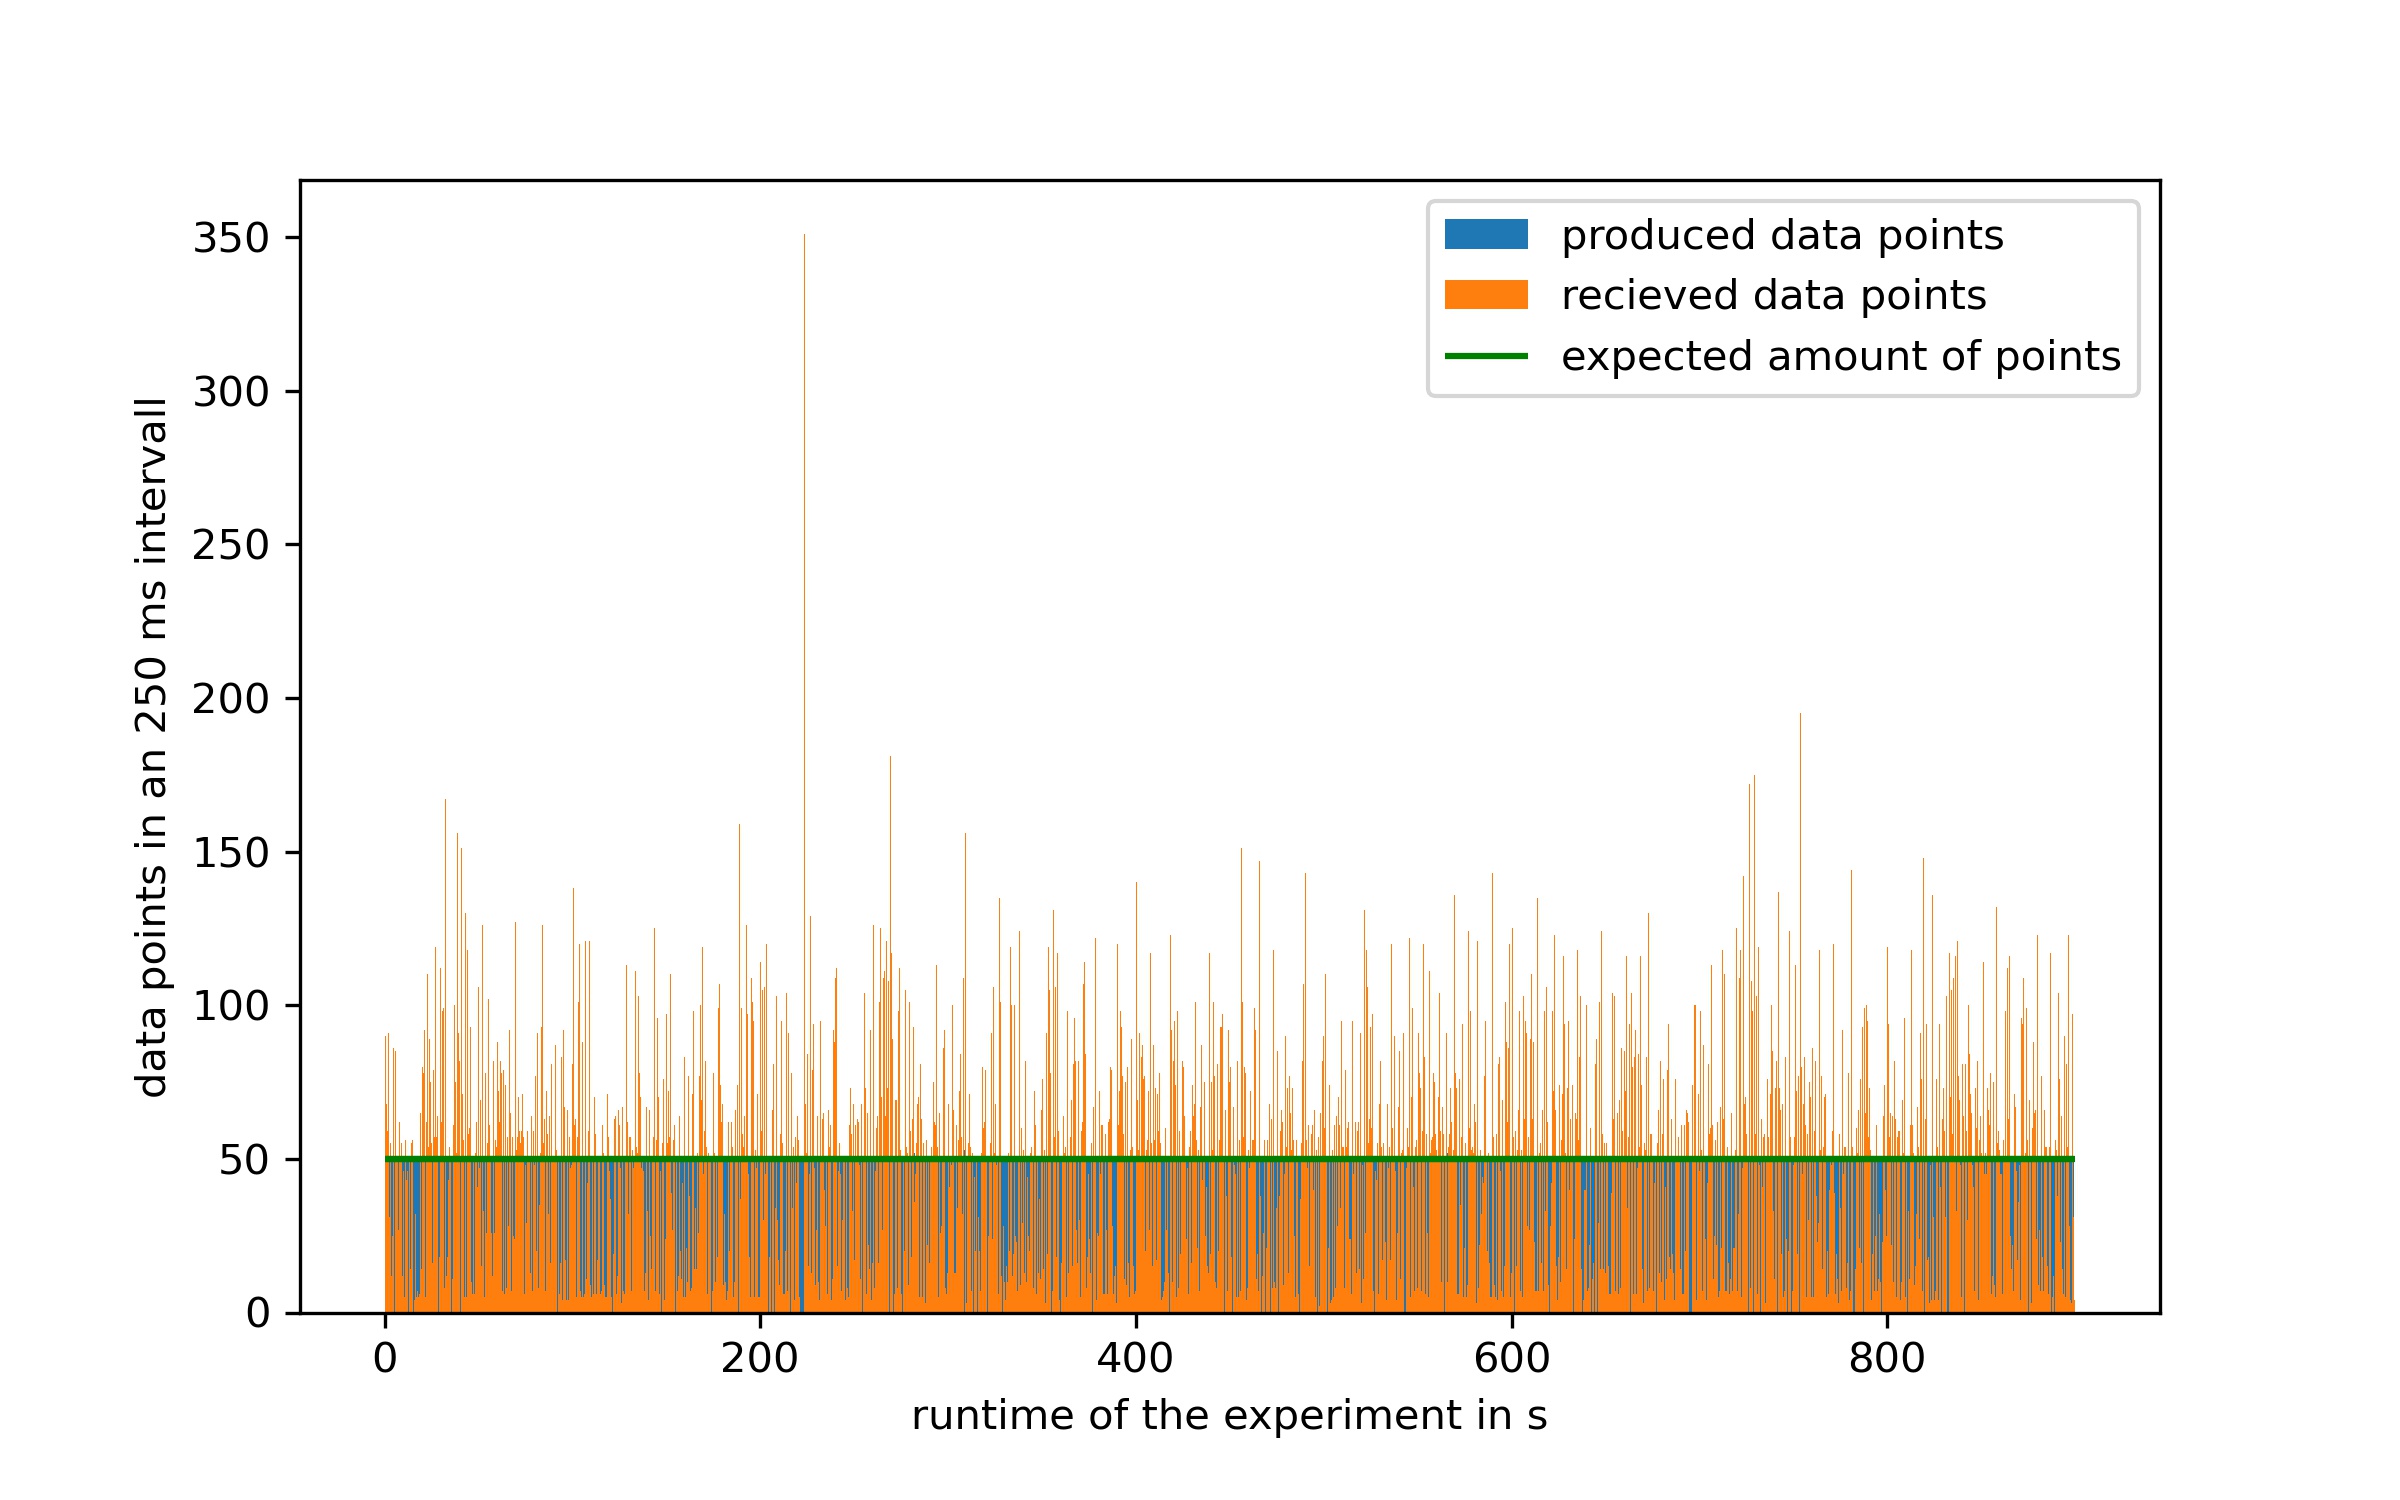 produced data points
recieved data points
expected amount of points
data points in an 250 ms intervall
350
300
250
200
150
100
50
0
0 200 400 600 800
runtime of the experiment in s